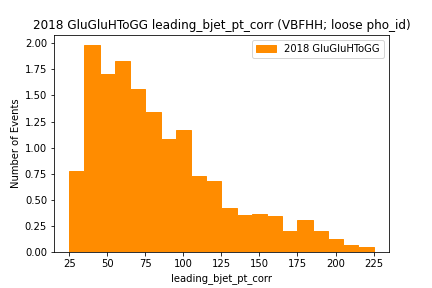 2018 GluGluHToGG leading_bjet_pt_corr (VBFHH; loose pho_id)
2018 GluGluHToGG
Number of Events
2.00
1.75
1.50
1.25
1.00
0.75
0.50
0.25
0.00
25 50 75 100 125 150 175 200 225
leading_bjet_pt_corr